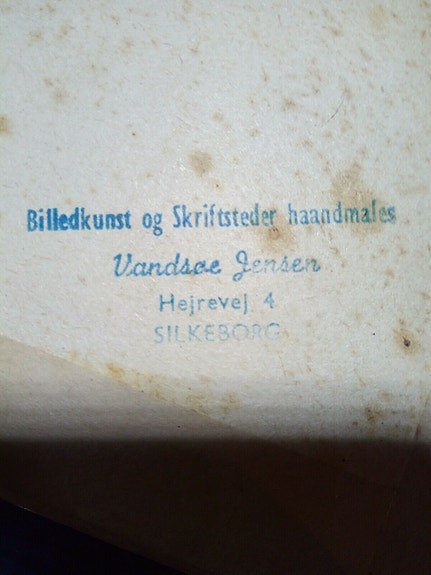 Billedkunst og Skriftsteder haandmales
Vandsøe Jensen
Hejrevej 4
SILKEBORG